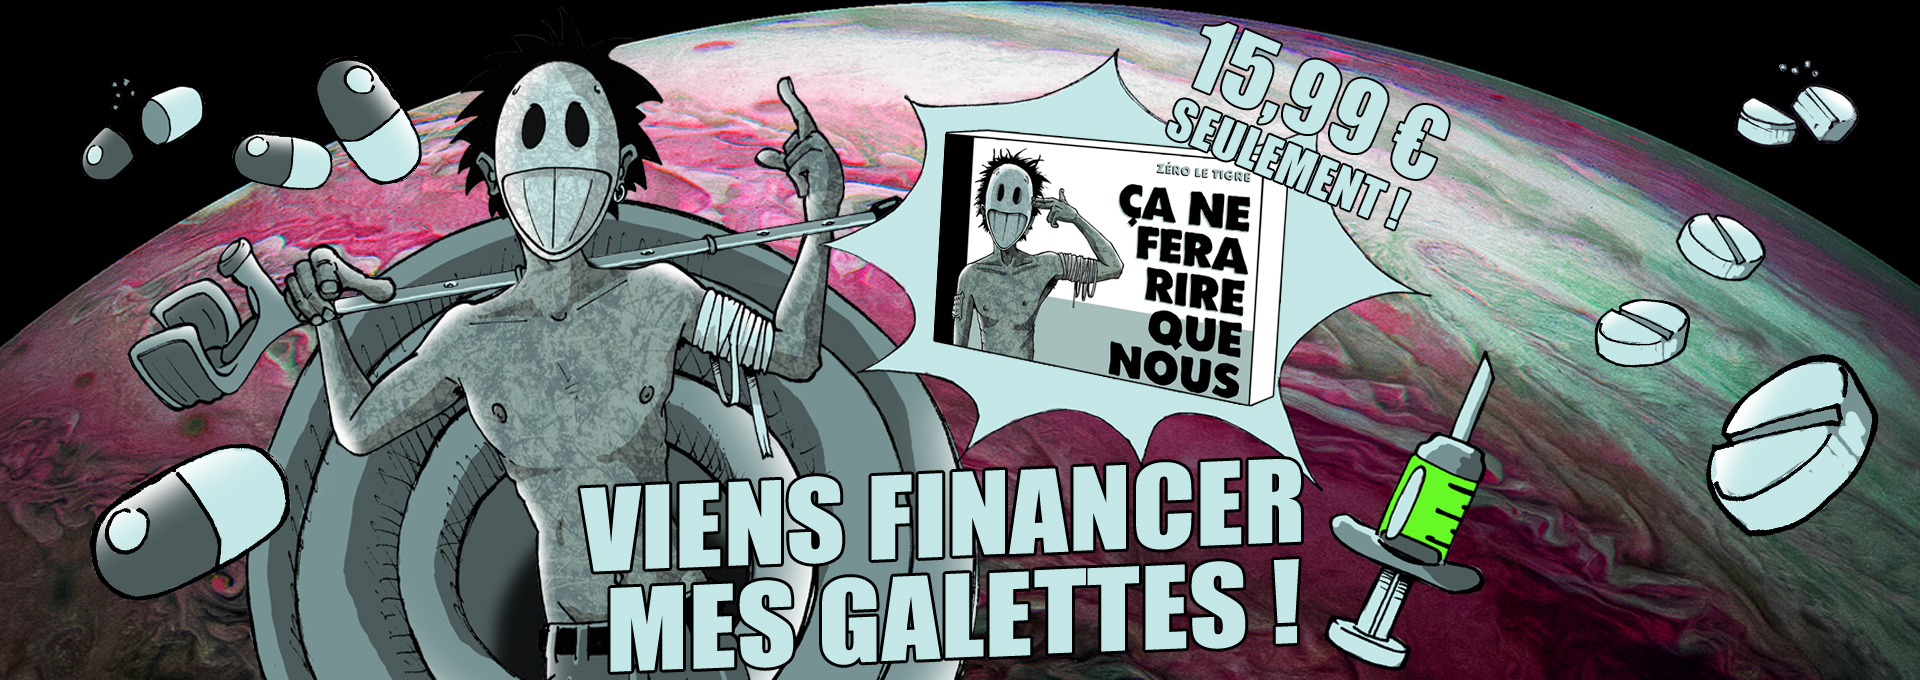 15,99 €
SEULEMENT !
ZÉRO LE TIGRE
ÇA NE
FERA
RIRE
QUE
NOUS
VIENS FINANCER
MES GALETTES !